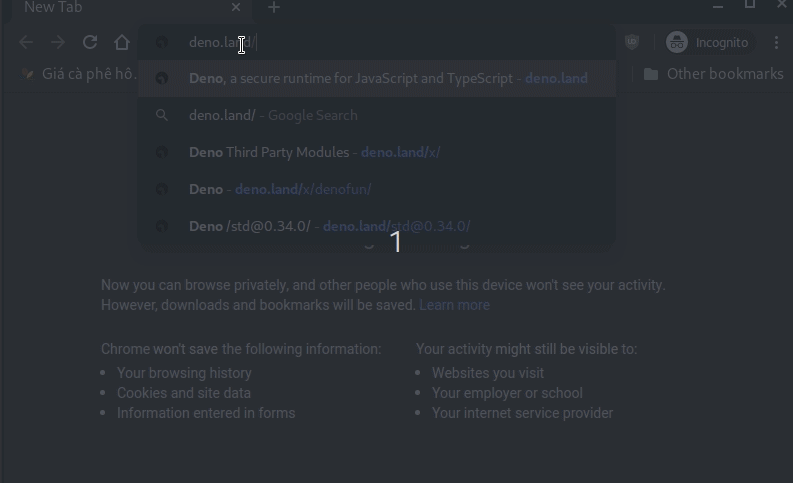 New Tab
deno.land/
Incognito
Giá cà phê hô.
Other bookmarks
Deno, a secure runtime for JavaScript and TypeScript - deno.land
deno.land/ - Google Search
Deno Third Party Modules - deno.land/x/
Deno - deno.land/x/denofun/
Deno /std@0.34.0/ - deno.land/std@0.34.0/
1
Now you can browse privately, and other people who use this device won't see your activity.
However, downloads and bookmarks will be saved. Learn more
Chrome won't save the following information:
Your browsing history
Cookies and site data
Information entered in forms
Your activity might still be visible to:
Websites you visit
Your employer or school
Your internet service provider